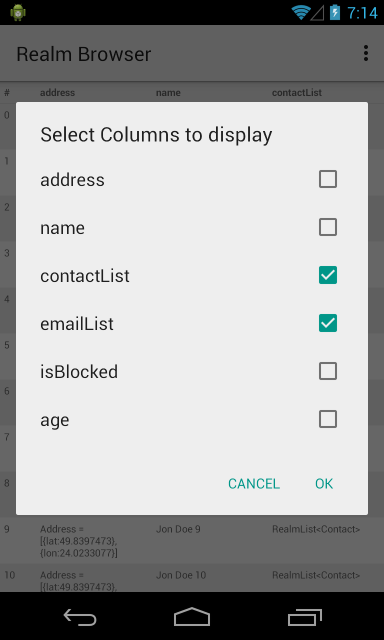 7:14
Realm Browser
# address name contactList
0
Select Columns to display
1
address
2
name
3
contactList
4
emailList
5
isBlocked
6
age
7
8
CANCEL OK
9 Address = Jon Doe 9 RealmList<Contact>
[{lat:49.8397473},
{lon:24.0233077}]
10 Address = Jon Doe 10 RealmList<Contact>
[{lat:49.8397473},